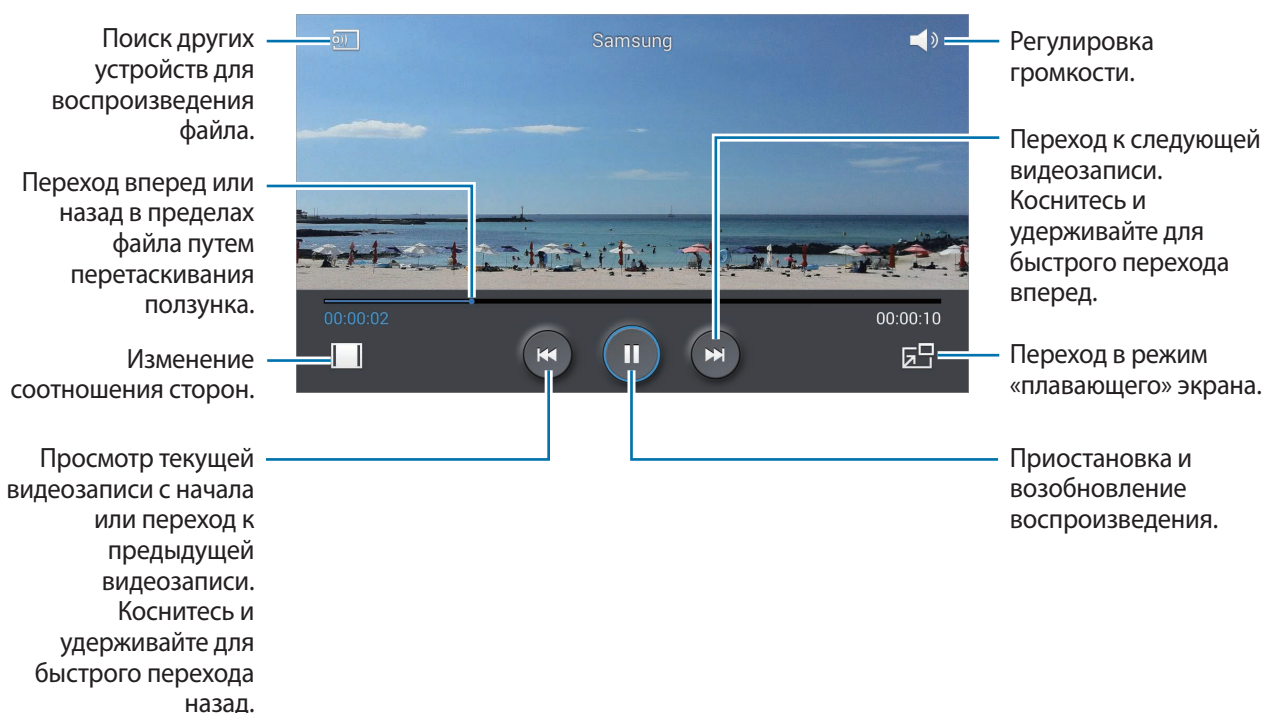 Поиск других
устройств для
воспроизведения
файла.
Переход вперед или
назад в пределах
файла путем
перетаскивания
ползунка.
Изменение
соотношения сторон.
Просмотр текущей
видеозаписи с начала
или переход к
предыдущей
видеозаписи.
Коснитесь и
удерживайте для
быстрого перехода
назад.
Samsung
00:00:02
00:00:10
Регулировка
громкости.
Переход к следующей
видеозаписи.
Коснитесь и
удерживайте для
быстрого перехода
вперед.
Переход в режим
«плавающего» экрана.
Приостановка и
возобновление
воспроизведения.